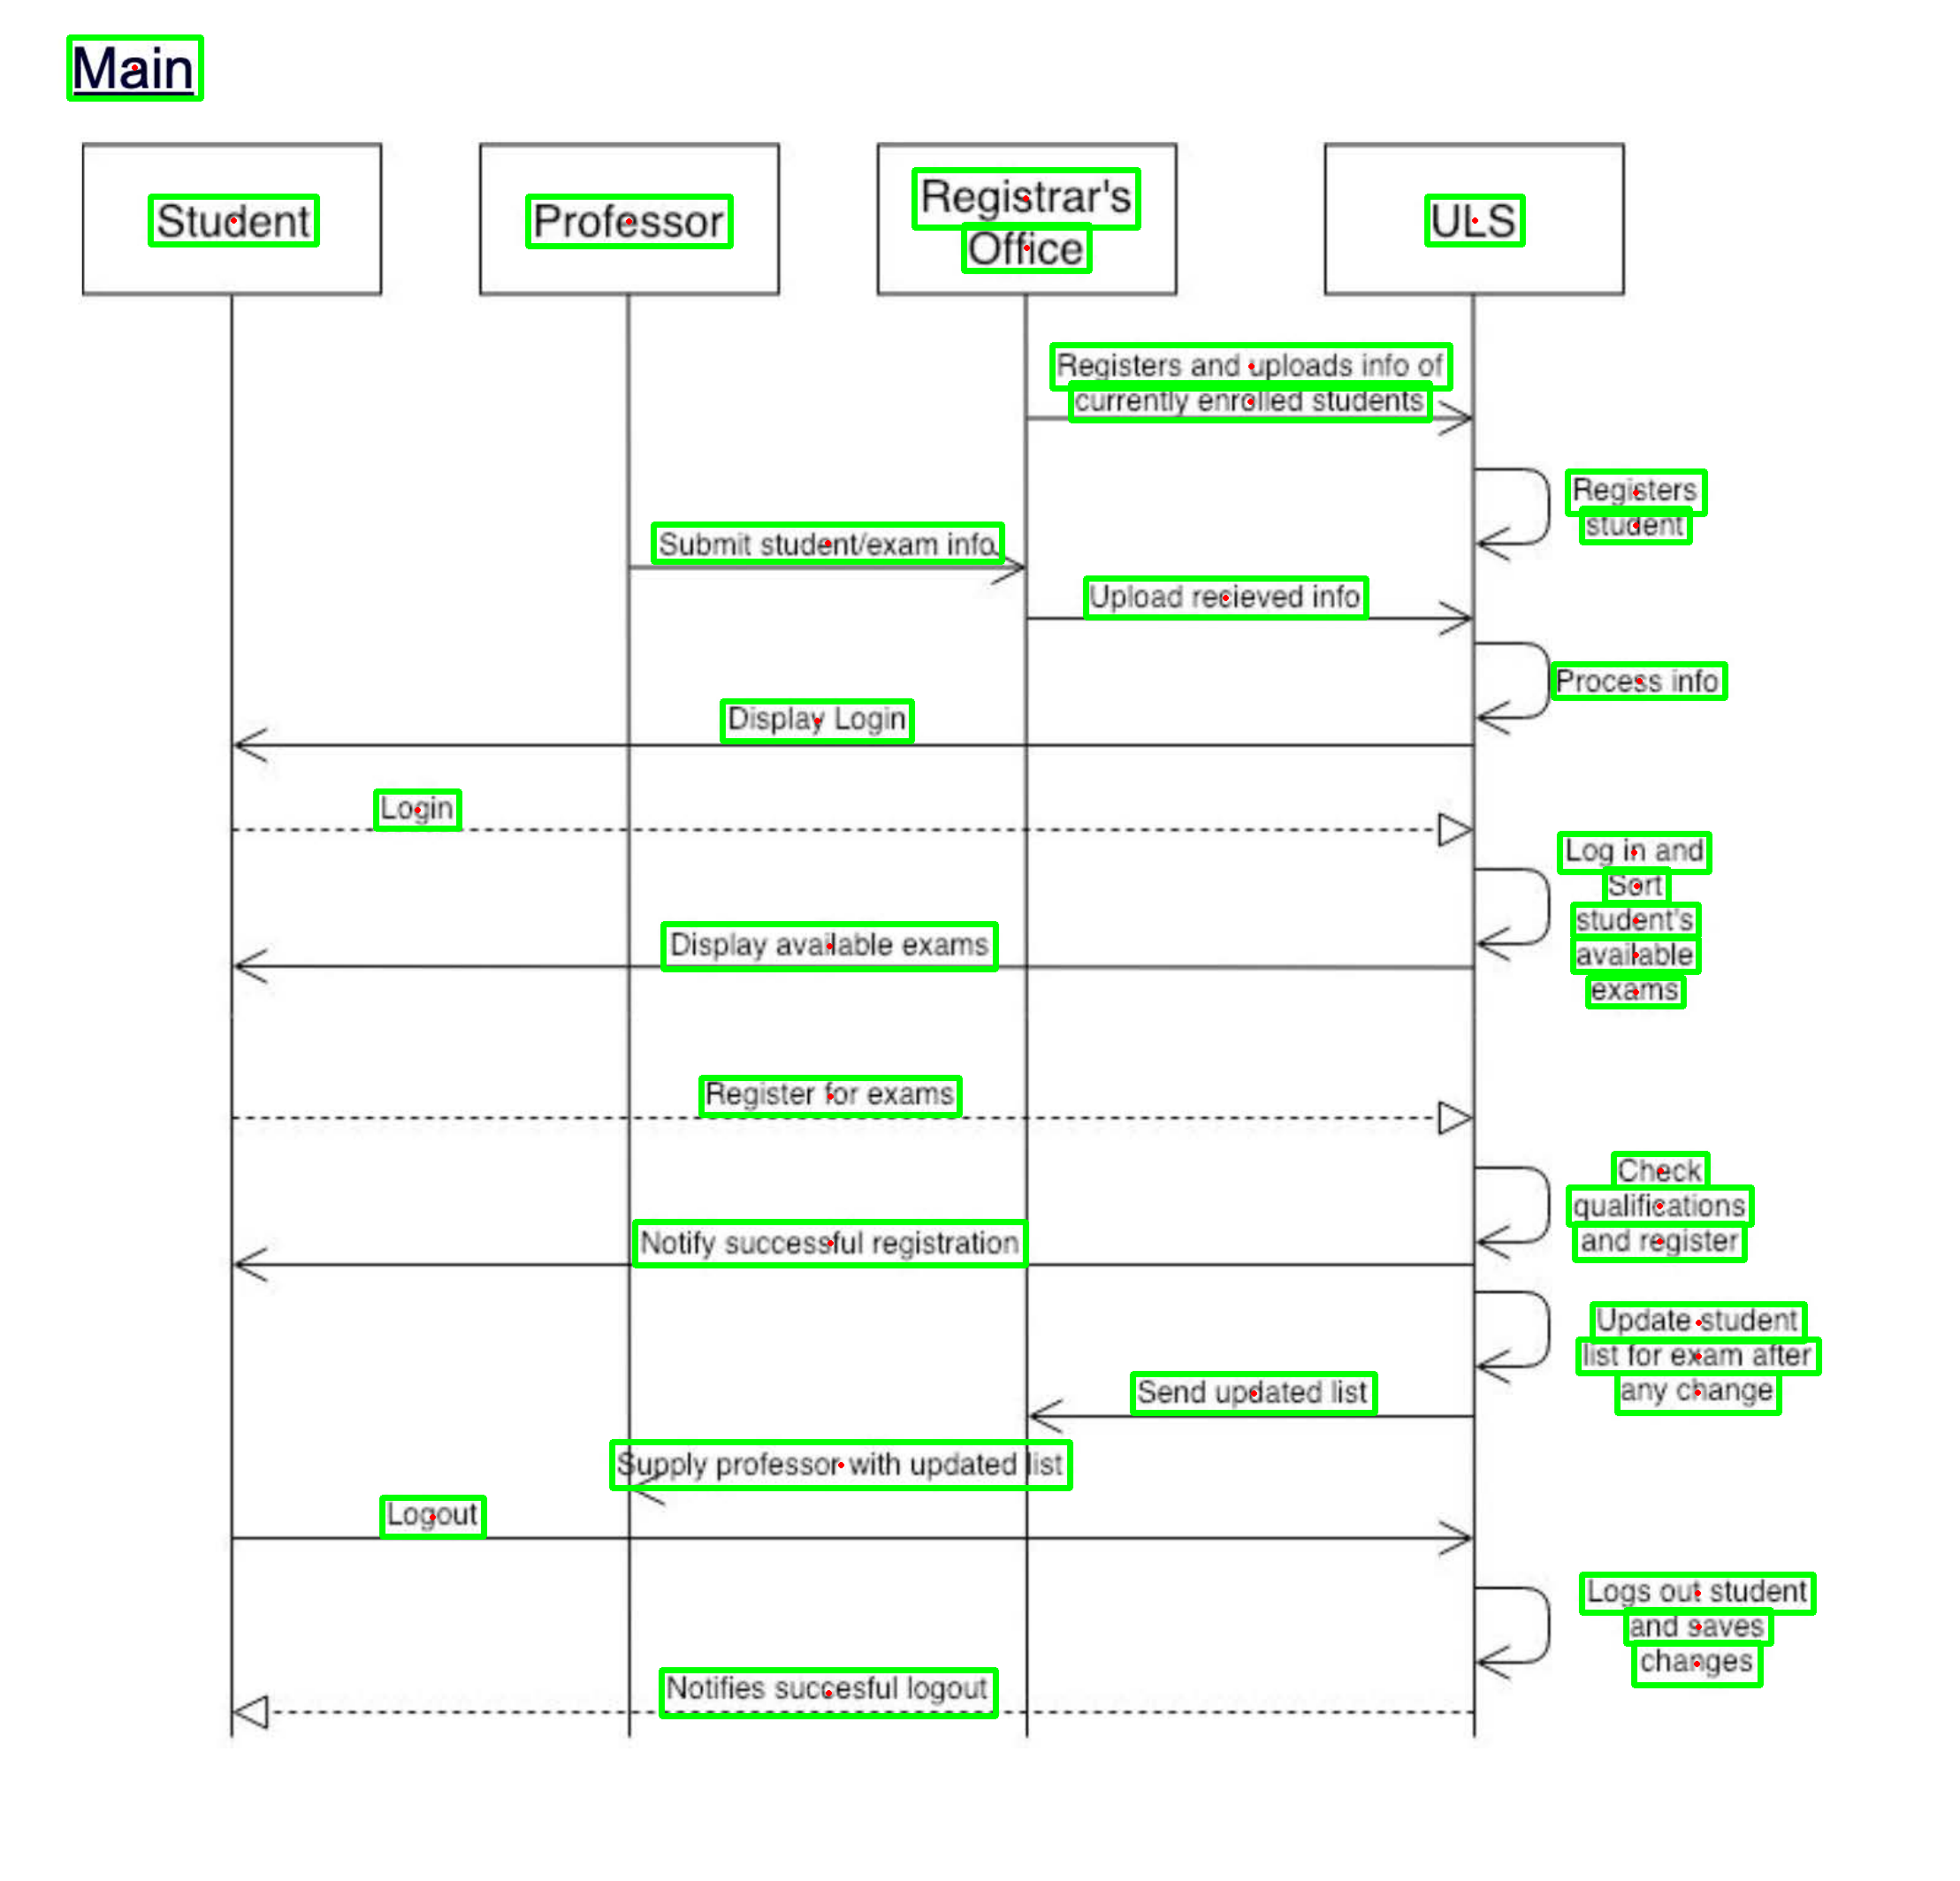 Main
Student
Professor
Registrar's
Office
ULS
Registers and uploads info of
currently enrolled students
Registers
student
Submit student/exam info
Upload recieved info
Process info
Display Login
Login
Log in and
Sort
student's
available
exams
Display available exams
Register for exams
Check
qualifications
and register
Notify successful registration
Update student
list for exam after
any change
Send updated list
Supply professor with updated list
Logout
Logs out student
and saves
changes
Notifies succesful logout